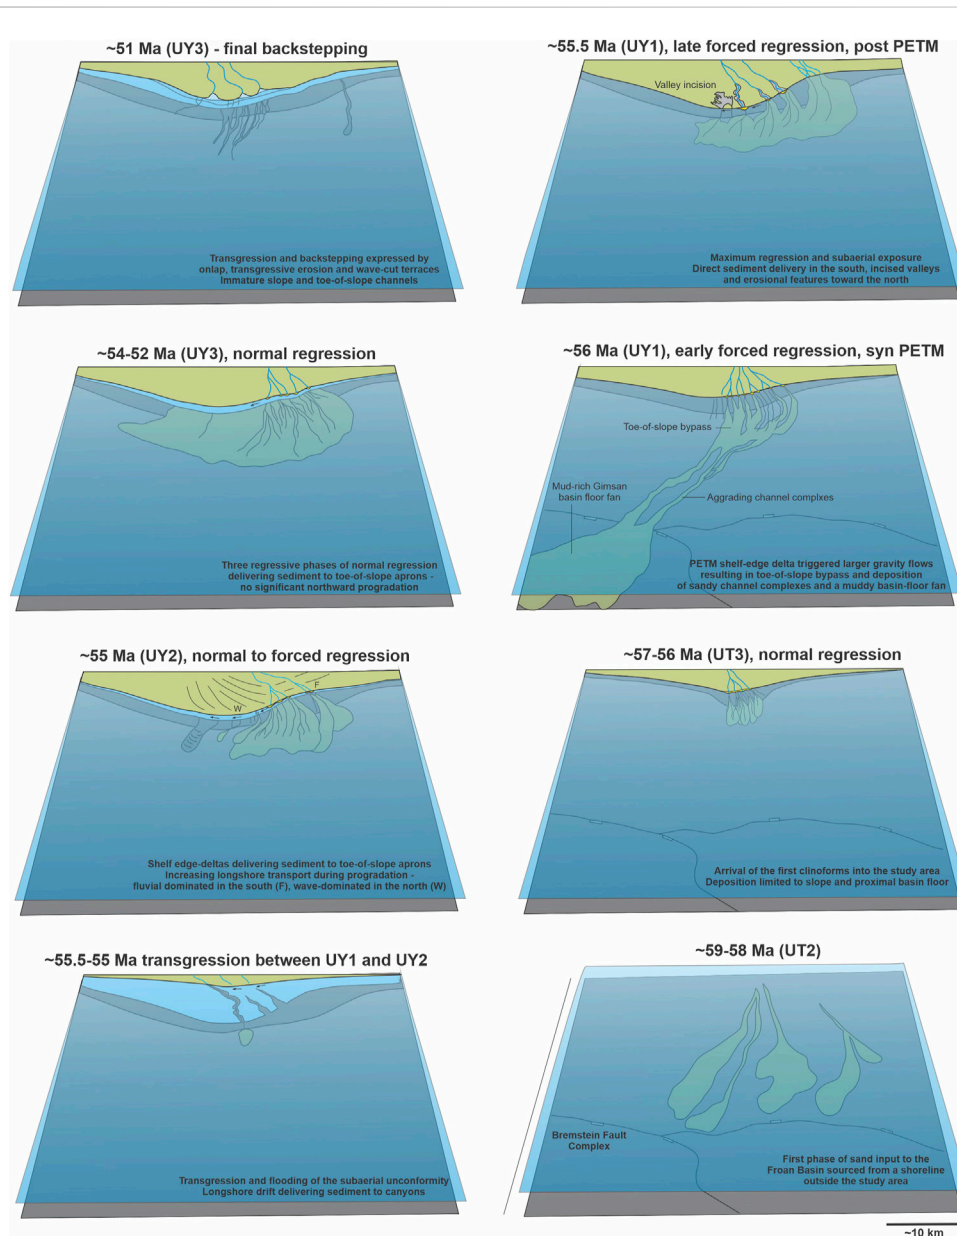 ~51 Ma (UY3) - final backstepping
Transgression and backstepping expressed by
onlap, transgressive erosion and wave-cut terraces
Immature slope and toe-of-slope channels
~54-52 Ma (UY3), normal regression
Three regressive phases of normal regression
delivering sediment to toe-of-slope aprons -
no significant northward progradation
~55 Ma (UY2), normal to forced regression
F
W
Shelf edge-deltas delivering sediment to toe-of-slope aprons
Increasing longshore transport during progradation -
fluvial dominated in the south (F), wave-dominated in the north (W)
~55.5-55 Ma transgression between UY1 and UY2
Transgression and flooding of the subaerial unconformity
Longshore drift delivering sediment to canyons
~55.5 Ma (UY1), late forced regression, post PETM
Valley incision
Maximum regression and subaerial exposure
Direct sediment delivery in the south, incised valleys
and erosional features toward the north
~56 Ma (UY1), early forced regression, syn PETM
Toe-of-slope bypass
Mud-rich Gimsan
basin floor fan
Aggrading channel complxes
PETM shelf-edge delta triggered larger gravity flows
resulting in toe-of-slope bypass and deposition
of sandy channel complexes and a muddy basin-floor fan
~57-56 Ma (UT3), normal regression
Arrival of the first clinoforms into the study area
Deposition limited to slope and proximal basin floor
~59-58 Ma (UT2)
Bremstein Fault
Complex
First phase of sand input to the
Froan Basin sourced from a shoreline
outside the study area
~10 km